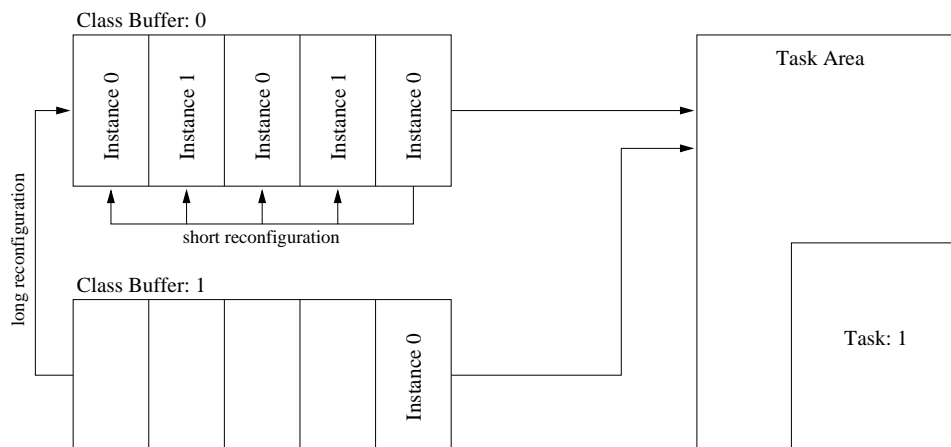 Class Buffer: 0
Task Area
Instance 0
Instance 1
Instance 0
Instance 1
Instance 0
short reconfiguration
long reconfiguration
Class Buffer: 1
Instance 0
Task: 1